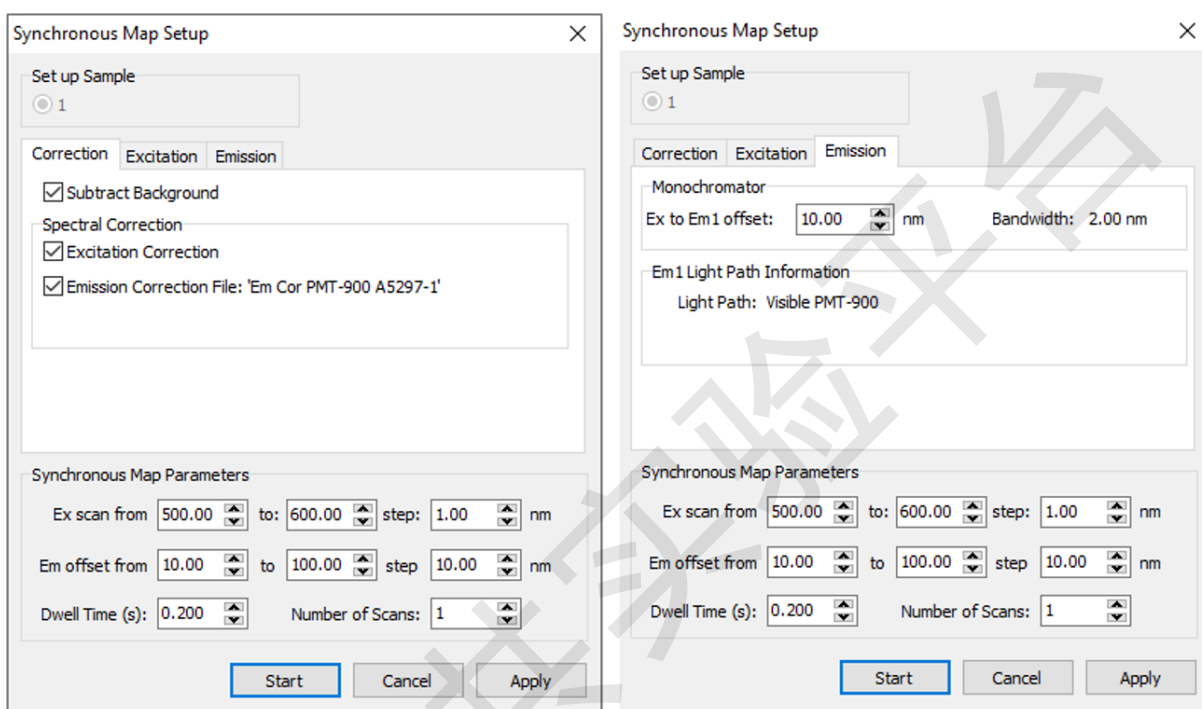 Synchronous Map Setup
Set up Sample
1
Correction Excitation Emission
Subtract Background
Spectral Correction
Excitation Correction
Emission Correction File: 'Em Cor PMT-900 A5297-1'
Synchronous Map Parameters
Ex scan from 500.00 to: 600.00 step: 1.00 nm
Em offset from 10.00 to 100.00 step 10.00 nm
Dwell Time (s): 0.200 Number of Scans: 1
Start Cancel Apply
Synchronous Map Setup
Set up Sample
1
Correction Excitation Emission
Monochromator
Ex to Em1 offset: 10.00 nm Bandwidth: 2.00 nm
Em1 Light Path Information
Light Path: Visible PMT-900
Synchronous Map Parameters
Ex scan from 500.00 to: 600.00 step: 1.00 nm
Em offset from 10.00 to 100.00 step 10.00 nm
Dwell Time (s): 0.200 Number of Scans: 1
Start Cancel Apply
共实验平台